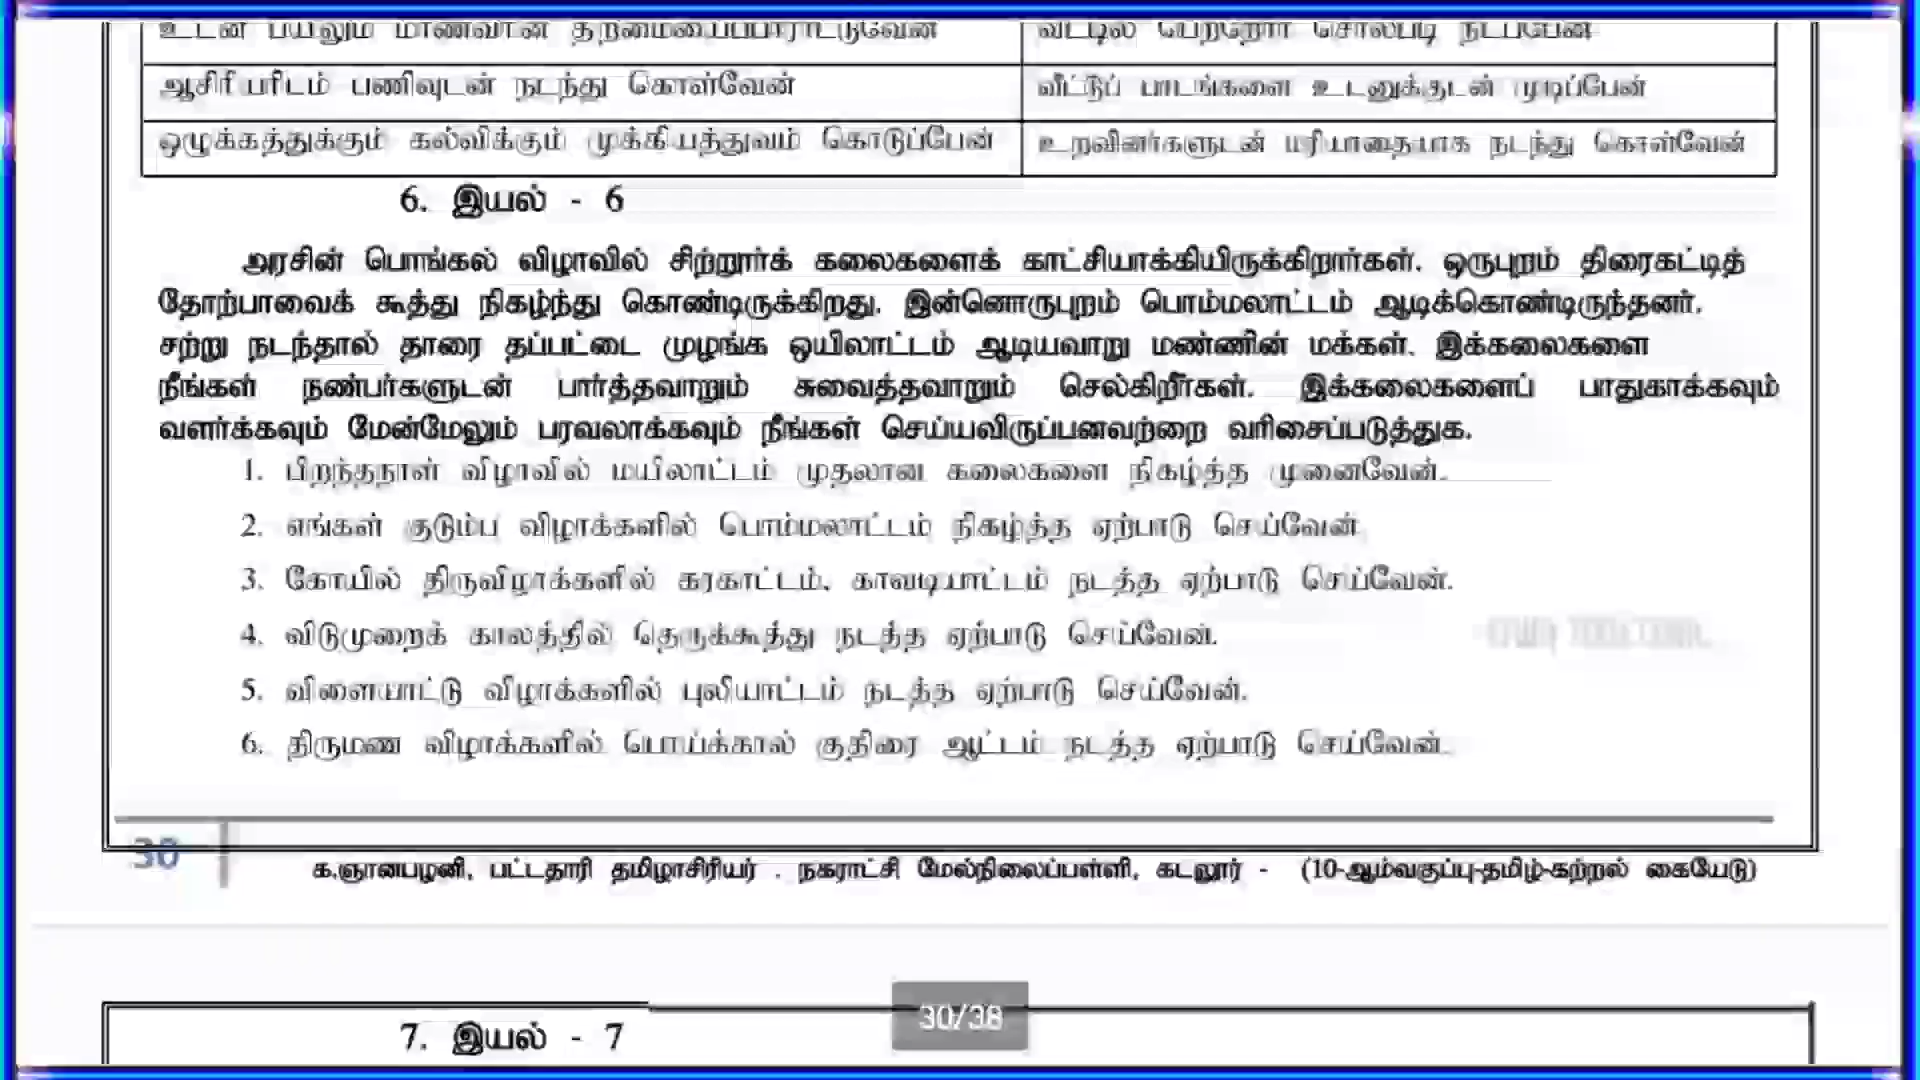 உடன் பயிலும் மாணவரின் திறமையைப்பாராட்டுவேன்
வீட்டில் பெற்றோர் சொல்படி நடப்பேன்
ஆசிரியரிடம் பணிவுடன் நடந்து கொள்வேன்
வீட்டுப் பாடங்களை உடனுக்குடன் முடிப்பேன்
ஒழுக்கத்துக்கும் கல்விக்கும் முக்கியத்துவம் கொடுப்பேன்
உறவினர்களுடன் மரியாதையாக நடந்து கொள்வேன்
6. இயல் - 6
அரசின் பொங்கல் விழாவில் சிற்றூர்க் கலைகளைக் காட்சியாக்கியிருக்கிறார்கள். ஒருபுறம் திரைகட்டித்
தோற்பாவைக் கூத்து நிகழ்ந்து கொண்டிருக்கிறது. இன்னொருபுறம் பொம்மலாட்டம் ஆடிக்கொண்டிருந்தனர்.
சற்று நடந்தால் தாரை தப்பட்டை முழங்க ஒயிலாட்டம் ஆடியவாறு மண்ணின் மக்கள். இக்கலைகளை
நீங்கள் நண்பர்களுடன் பார்த்தவாறும் சுவைத்தவாறும் செல்கிறீர்கள். இக்கலைகளைப் பாதுகாக்கவும்
வளர்க்கவும் மேன்மேலும் பரவலாக்கவும் நீங்கள் செய்யவிருப்பனவற்றை வரிசைப்படுத்துக.
1. பிறந்தநாள் விழாவில் மயிலாட்டம் முதலான கலைகளை நிகழ்த்த முனைவேன்.
2. எங்கள் குடும்ப விழாக்களில் பொம்மலாட்டம் நிகழ்த்த ஏற்பாடு செய்வேன்
3. கோயில் திருவிழாக்களில் கரகாட்டம், காவடியாட்டம் நடத்த ஏற்பாடு செய்வேன்.
4. விடுமுறைக் காலத்தில் தெருக்கூத்து நடத்த ஏற்பாடு செய்வேன்.
5. விளையாட்டு விழாக்களில் புலியாட்டம் நடத்த ஏற்பாடு செய்வேன்.
6. திருமண விழாக்களில் பொய்க்கால் குதிரை ஆட்டம் நடத்த ஏற்பாடு செய்வேன்.
30
க.ஞானபழனி, பட்டதாரி தமிழாசிரியர் . நகராட்சி மேல்நிலைப்பள்ளி, கடலூர் - (10-ஆம்வகுப்பு-தமிழ்-கற்றல் கையேடு)
30/38
7. இயல் - 7